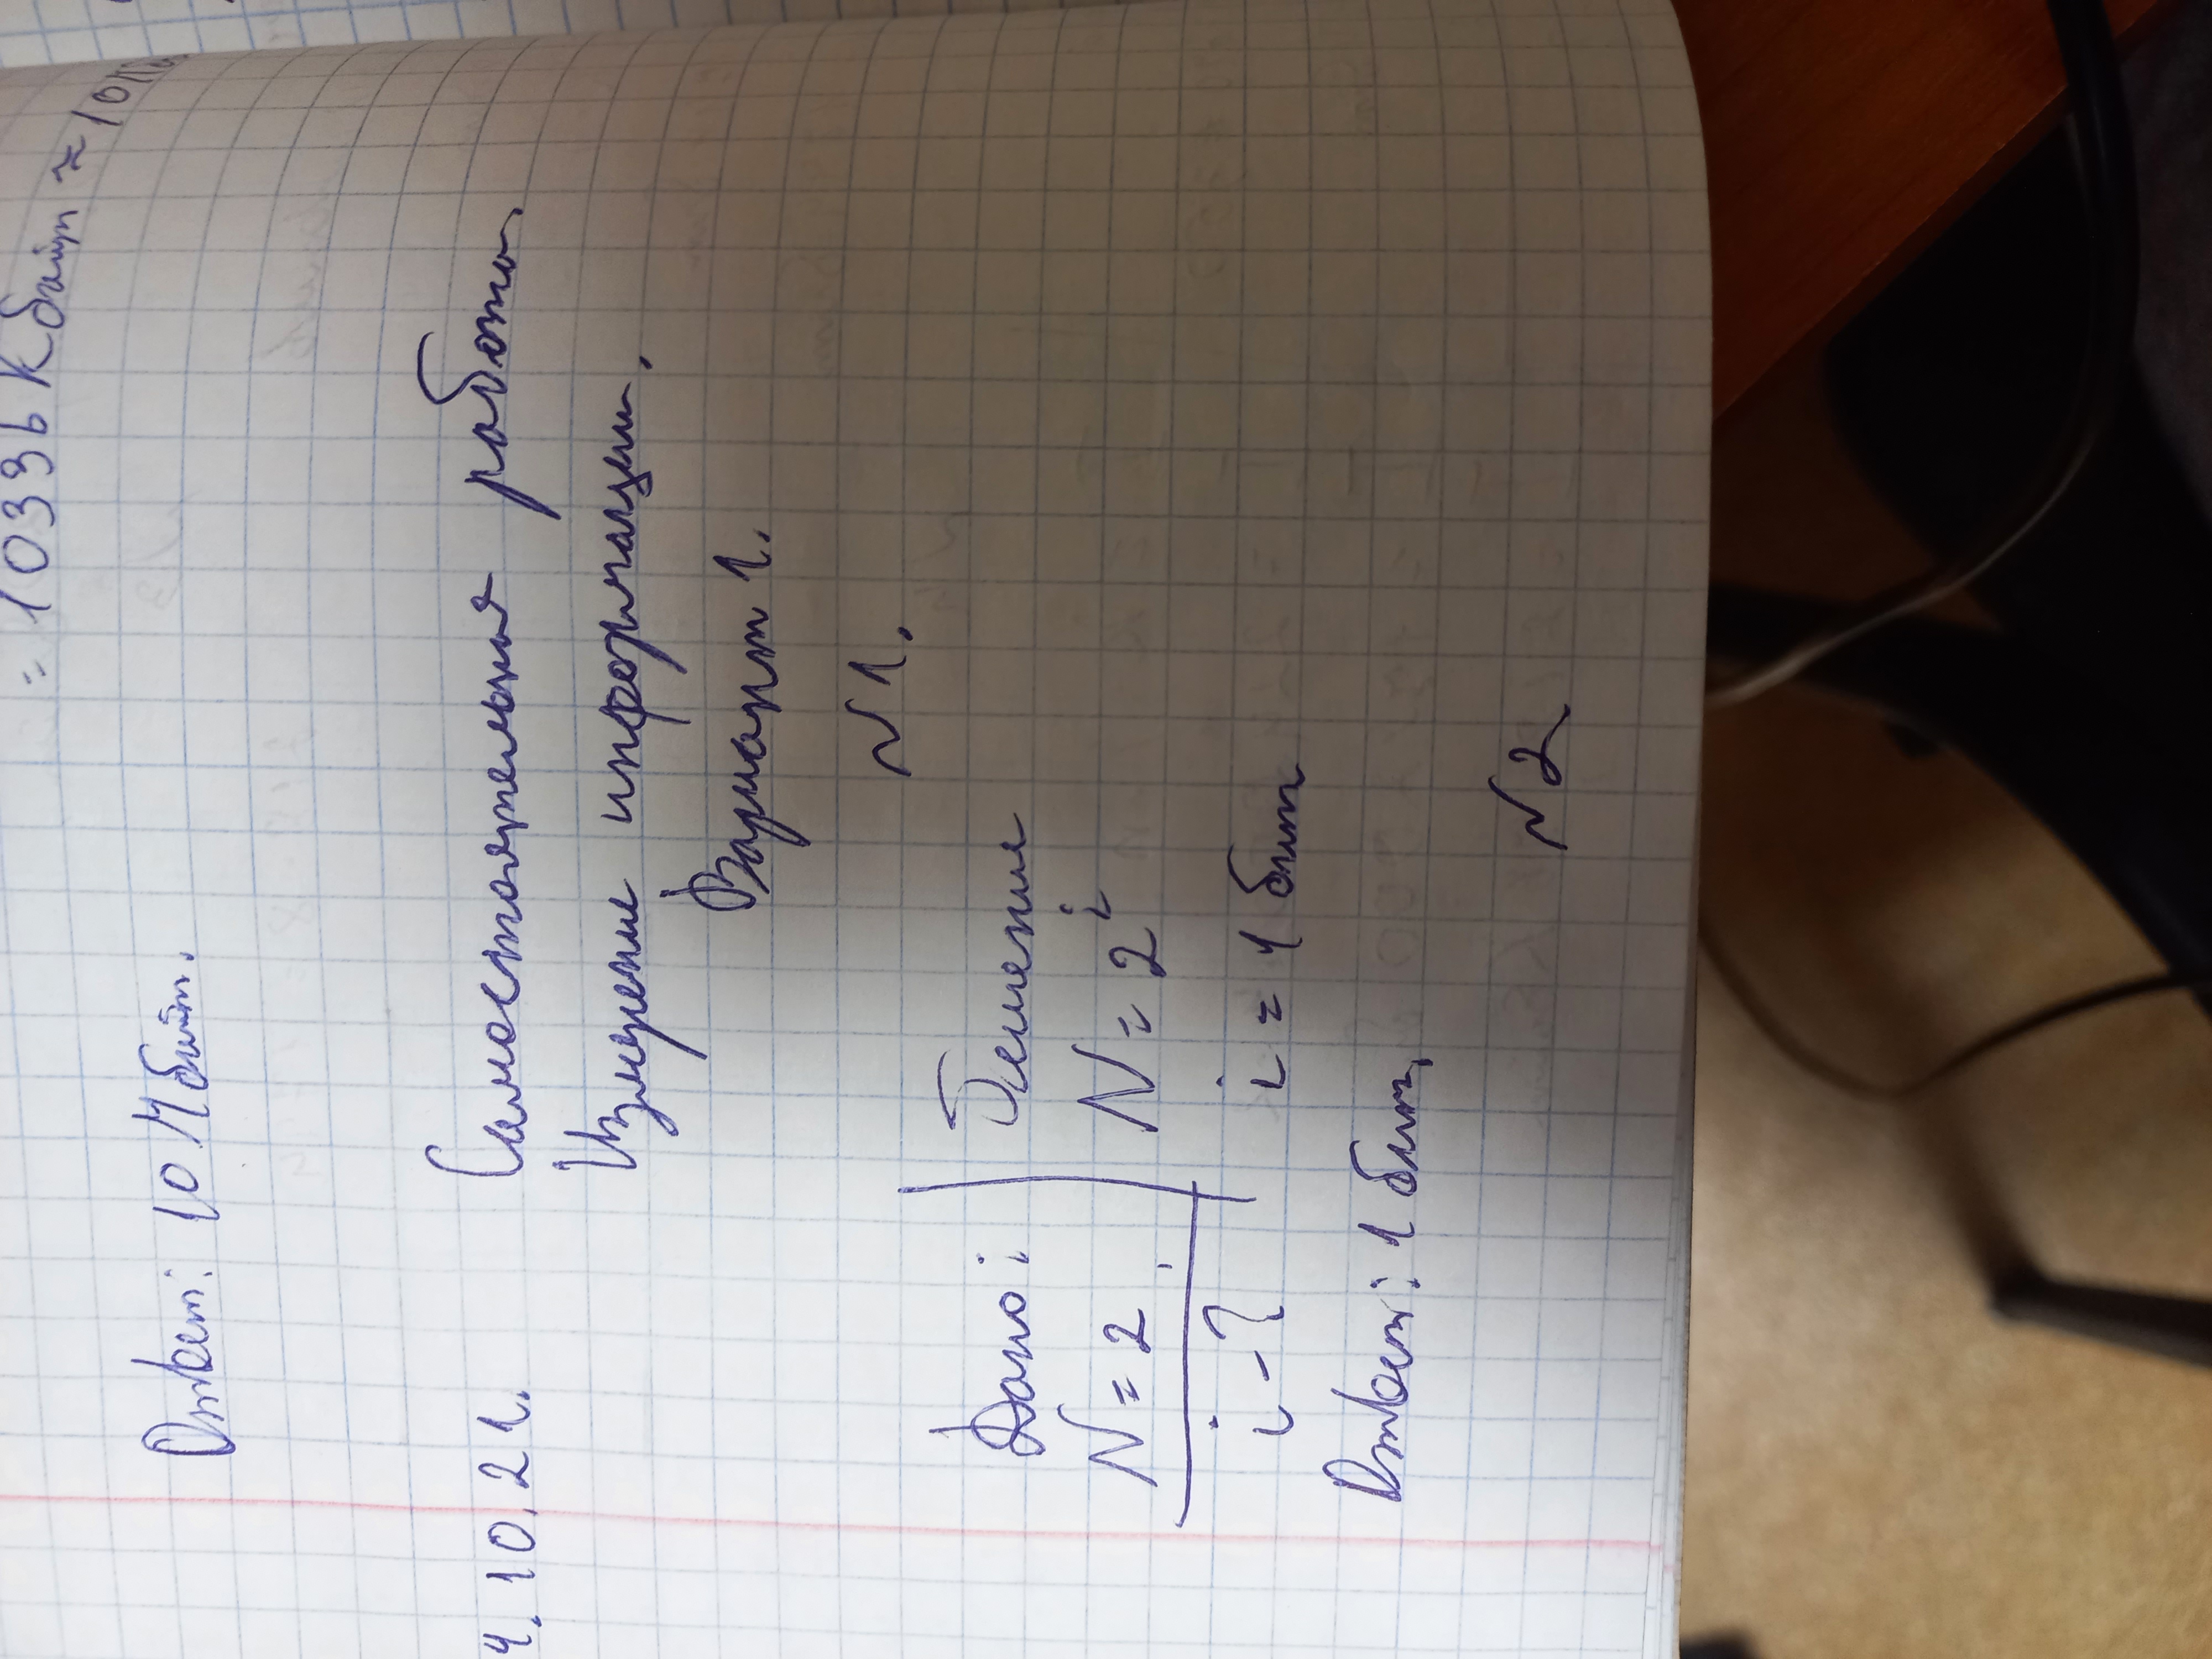 = 10336 Кбайт ≈ 10 Мб
Ответ: 10 Мбайт.
4.10.21. Самостоятельная работа.
Измерение информации.
Вариант 1.
№1.
Дано: Решение
N = 2 N = 2^i
i - ? i = 1 бит
Ответ: 1 бит.
№2